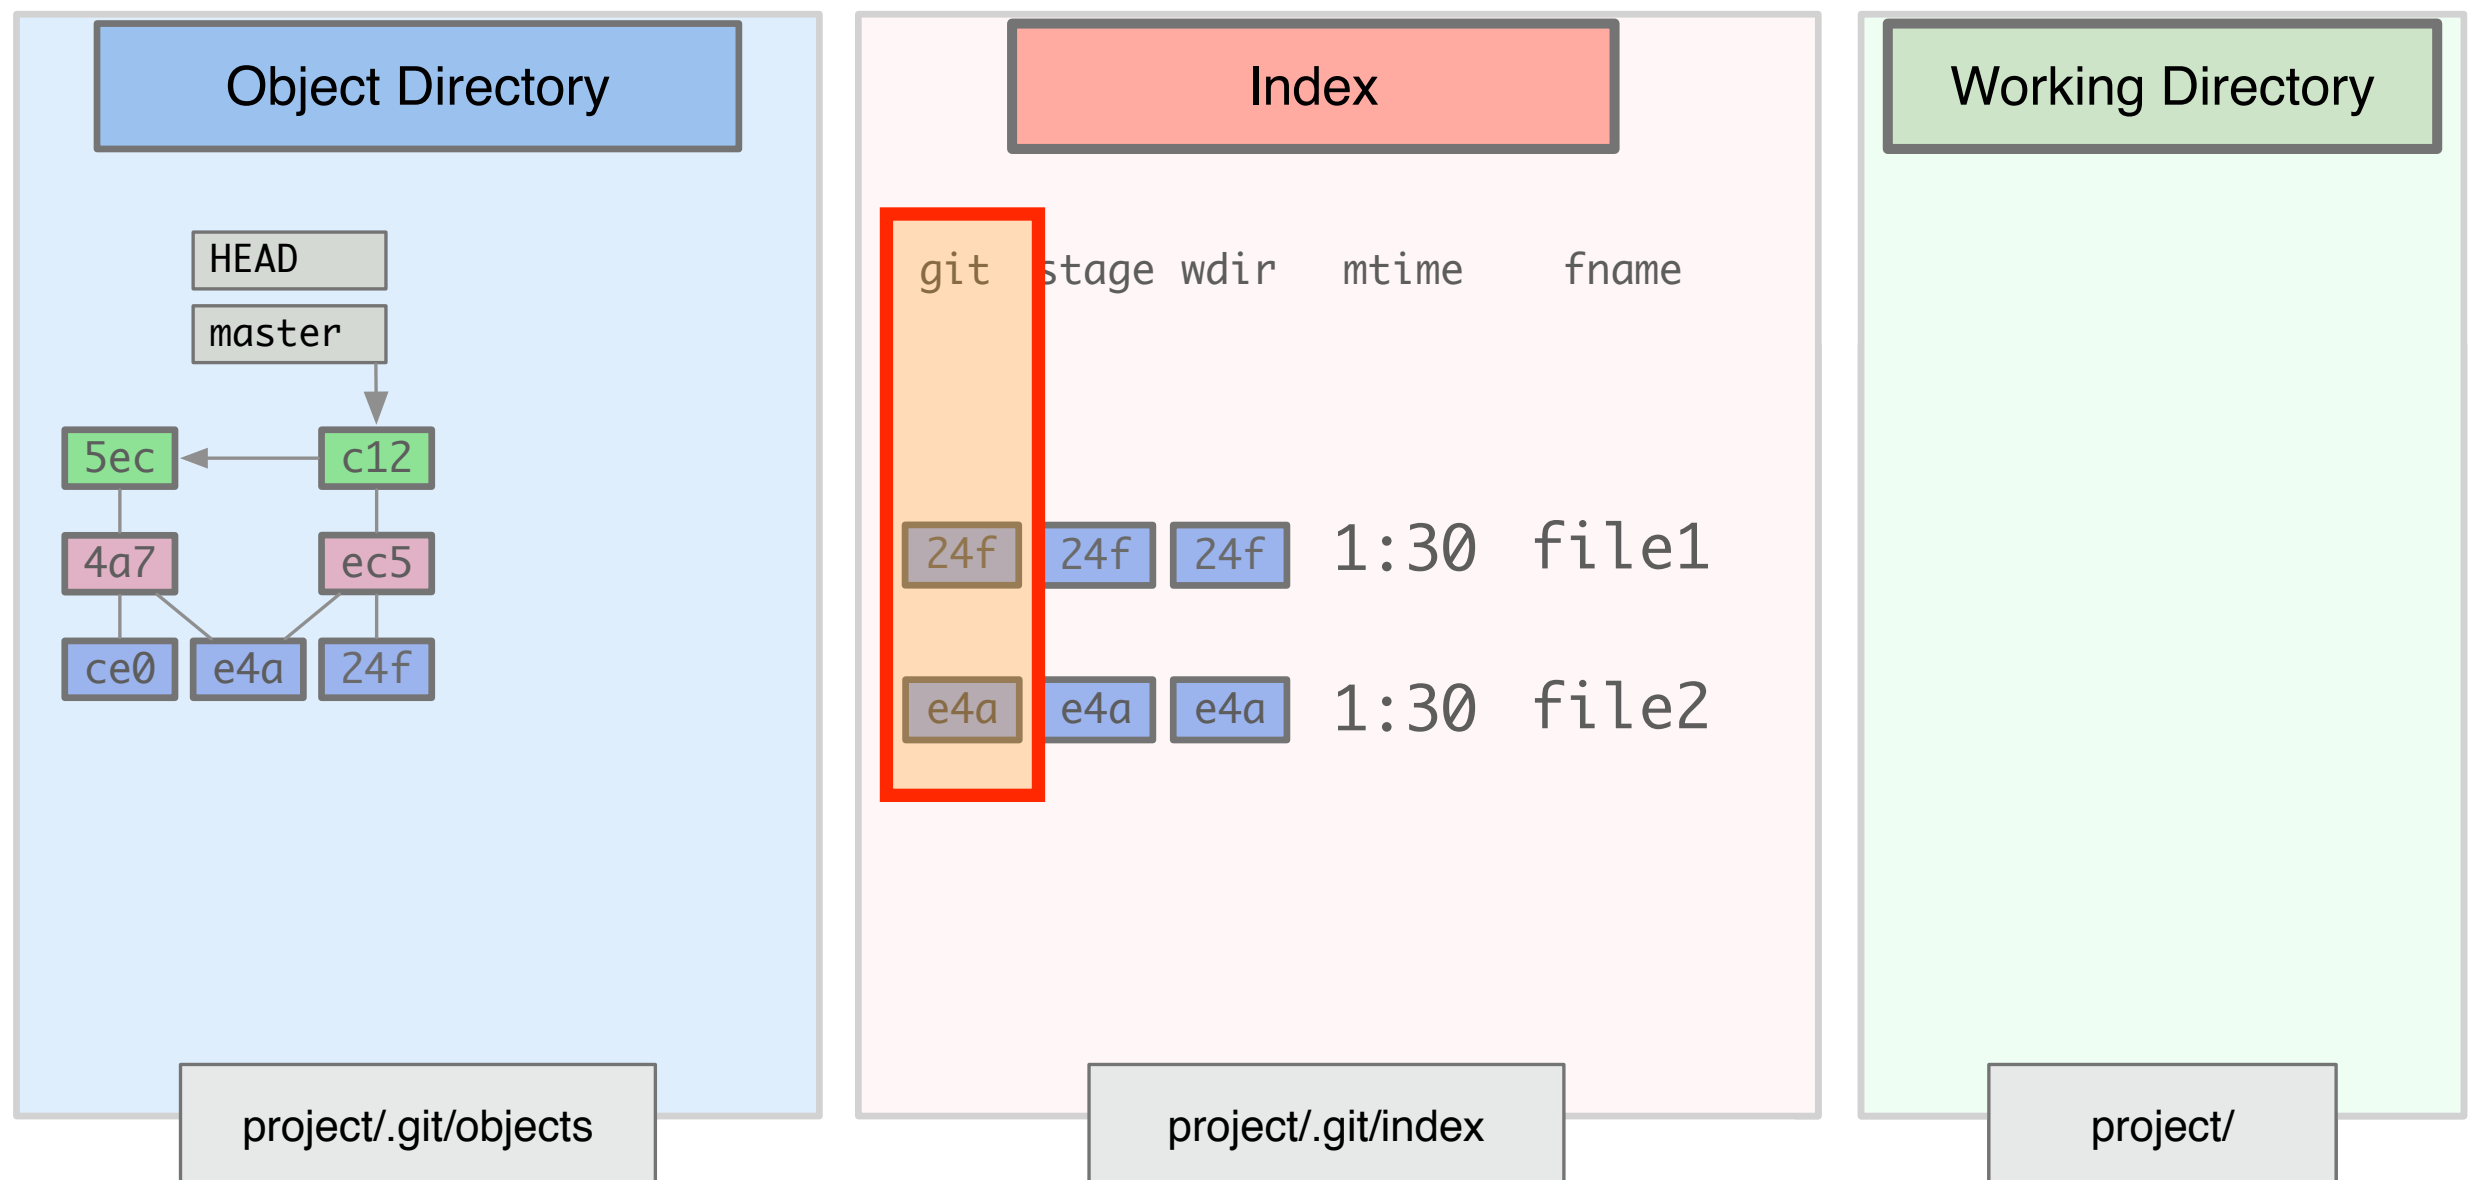 Object Directory
HEAD
master
5ec c12
4a7 ec5
ce0 e4a 24f
project/.git/objects
Index
git stage wdir mtime fname
24f 24f 24f 1:30 file1
e4a e4a e4a 1:30 file2
project/.git/index
Working Directory
project/